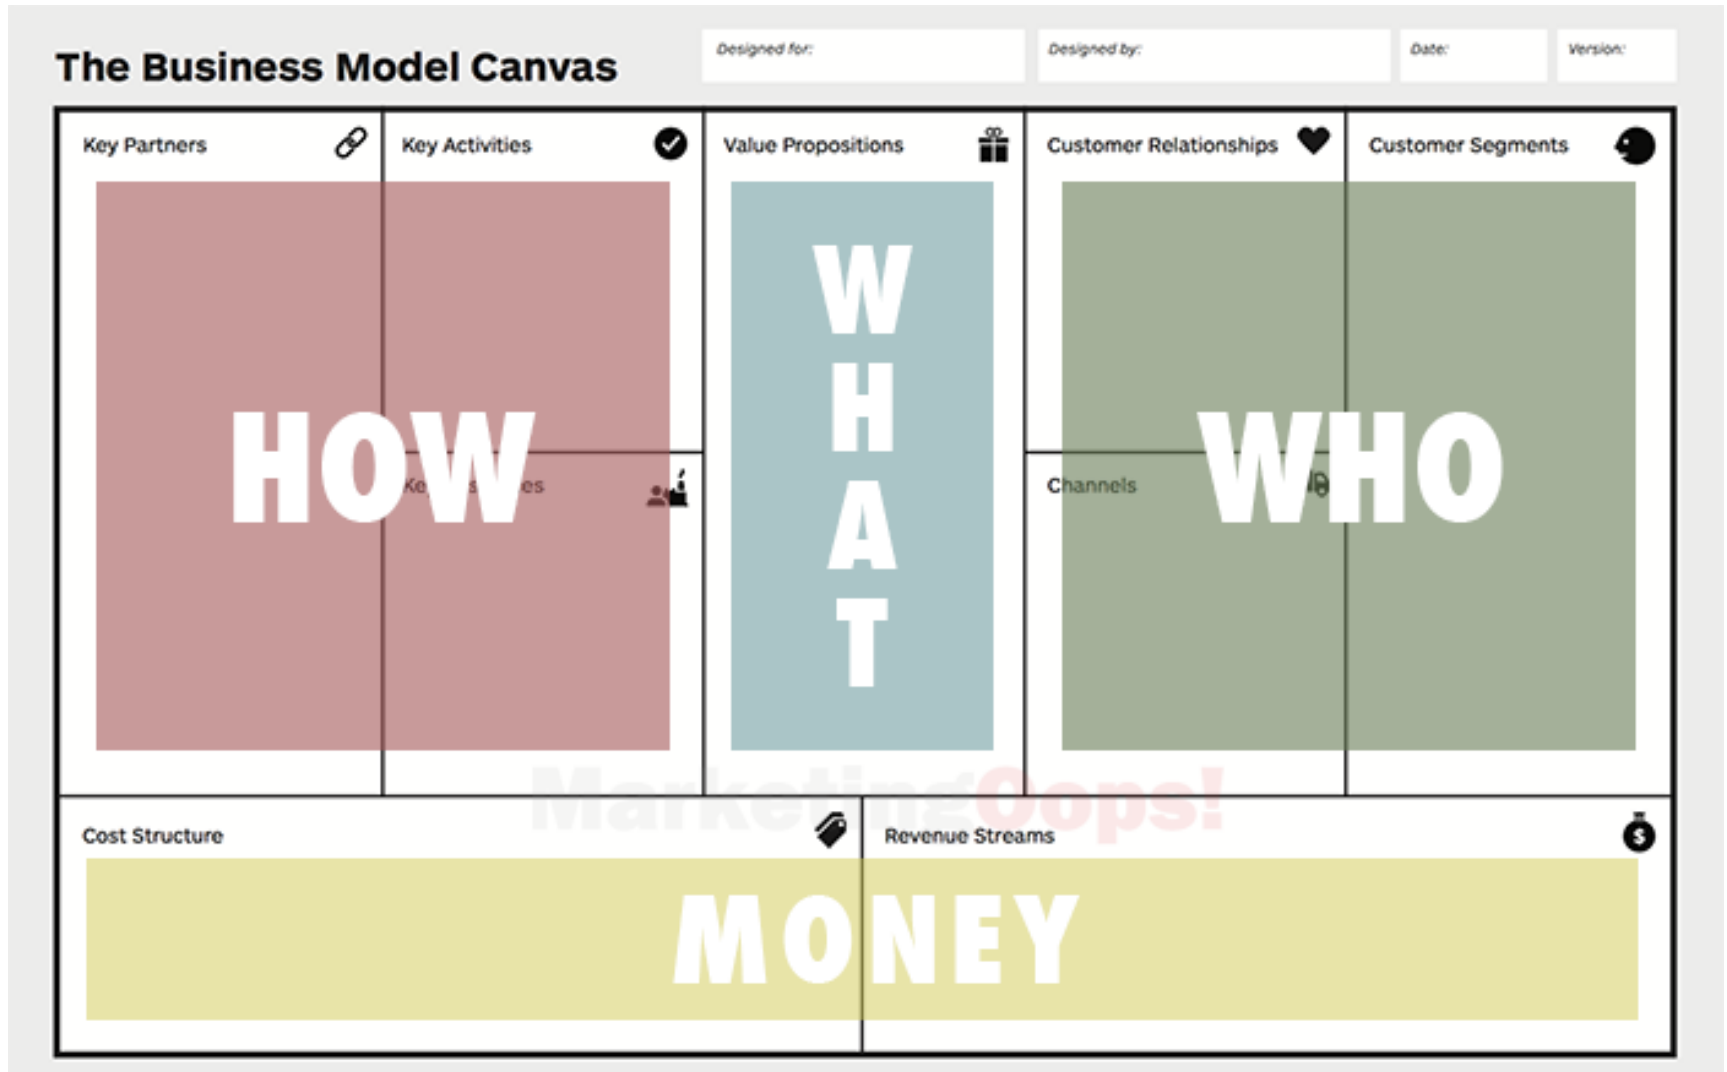 The Business Model Canvas
Designed for:
Designed by:
Date:
Version:
Key Partners
Key Activities
Value Propositions
Customer Relationships
Customer Segments
WHAT
HOW
WHO
Channels
MarketingOops!
Cost Structure
Revenue Streams
MONEY